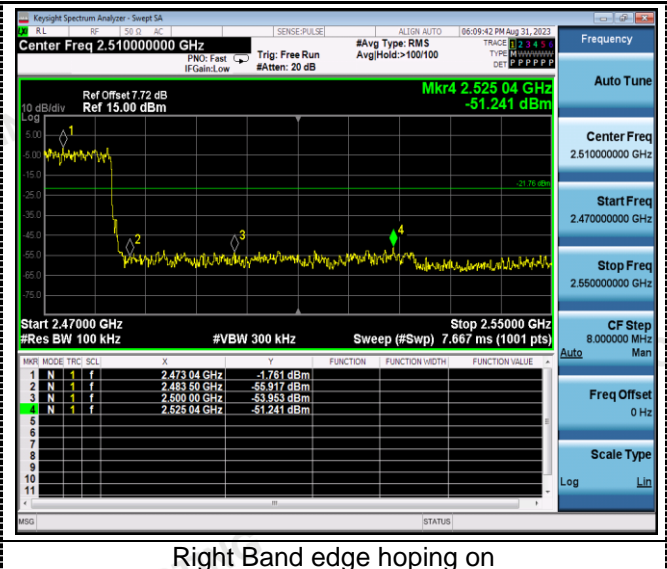 Keysight Spectrum Analyzer - Swept SA
RL RF 50 Ω AC SENSE:PULSE ALIGN AUTO 06:09:42 PM Aug 31, 2023
Center Freq 2.510000000 GHz
PNO: Fast
IFGain:Low
Trig: Free Run
#Atten: 20 dB
#Avg Type: RMS
Avg|Hold:>100/100
TRACE 1 2 3 4 5 6
TYPE M WWWWW
DET P P P P P P
Mkr4 2.525 04 GHz
-51.241 dBm
Ref Offset 7.72 dB
Ref 15.00 dBm
10 dB/div
Log
5.00
-5.00
-15.0
-25.0
-35.0
-45.0
-55.0
-65.0
-75.0
1
2
3
4
-21.76 dBm
Start 2.47000 GHz Stop 2.55000 GHz
#Res BW 100 kHz #VBW 300 kHz Sweep (#Swp) 7.667 ms (1001 pts)
MKR MODE TRC SCL X Y FUNCTION FUNCTION WIDTH FUNCTION VALUE
1 N 1 f 2.473 04 GHz -1.761 dBm
2 N 1 f 2.483 50 GHz -55.917 dBm
3 N 1 f 2.500 00 GHz -53.953 dBm
4 N 1 f 2.525 04 GHz -51.241 dBm
5
6
7
8
9
10
11
MSG STATUS
Frequency
Auto Tune
Center Freq
2.510000000 GHz
Start Freq
2.470000000 GHz
Stop Freq
2.550000000 GHz
CF Step
8.000000 MHz
Auto Man
Freq Offset
0 Hz
Scale Type
Log Lin
Right Band edge hoping on